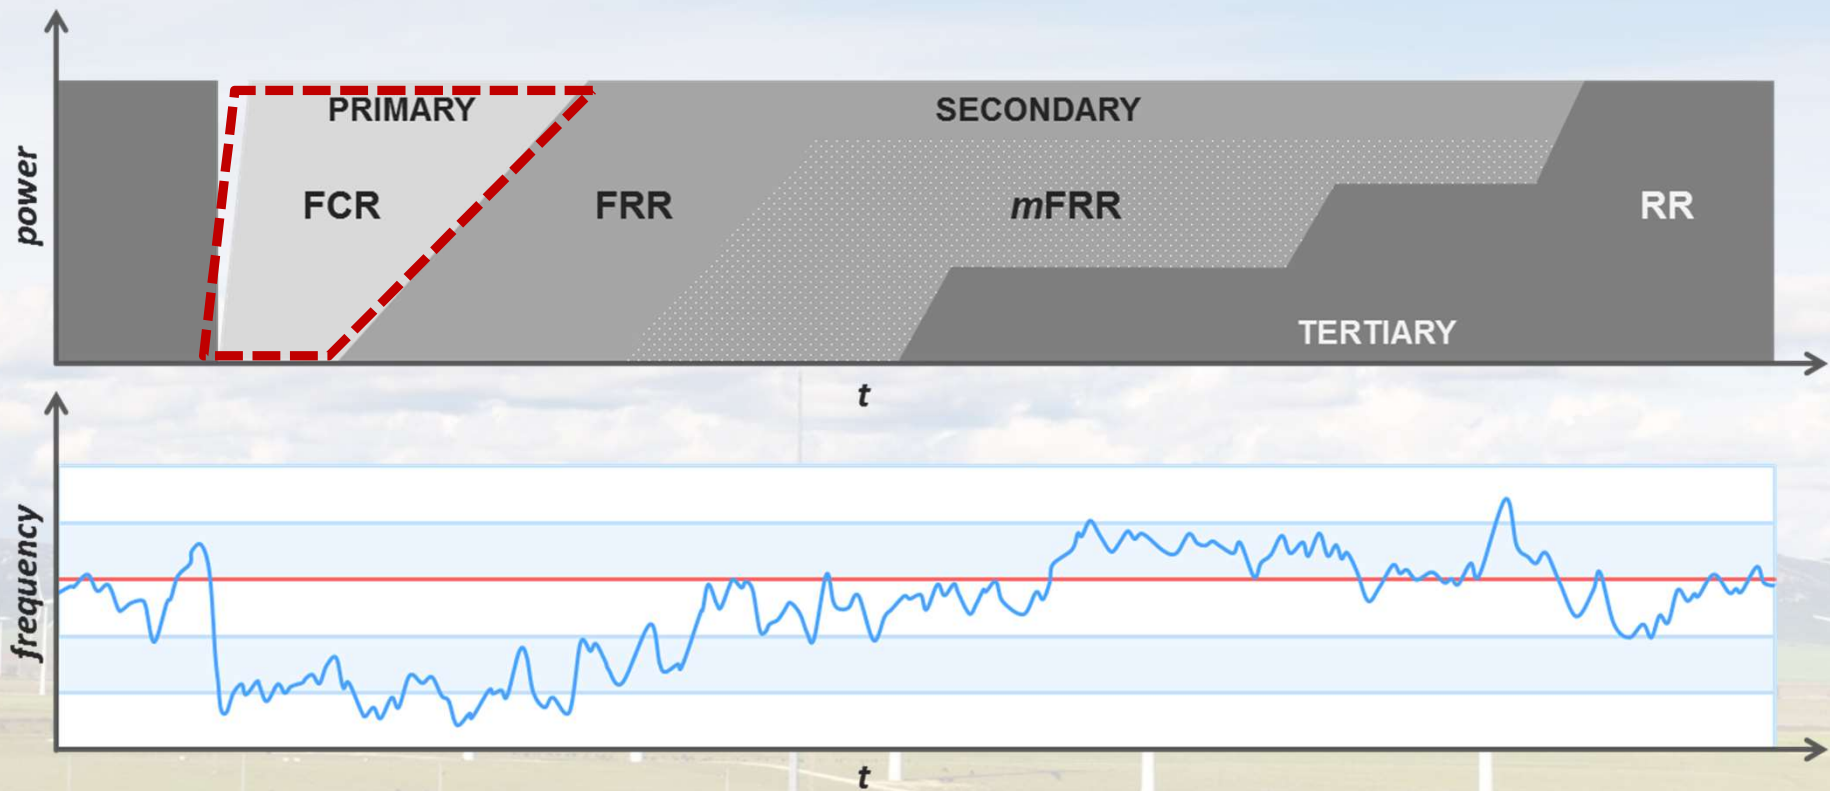 PRIMARY
SECONDARY
power
FCR
FRR
mFRR
RR
TERTIARY
t
frequency
t